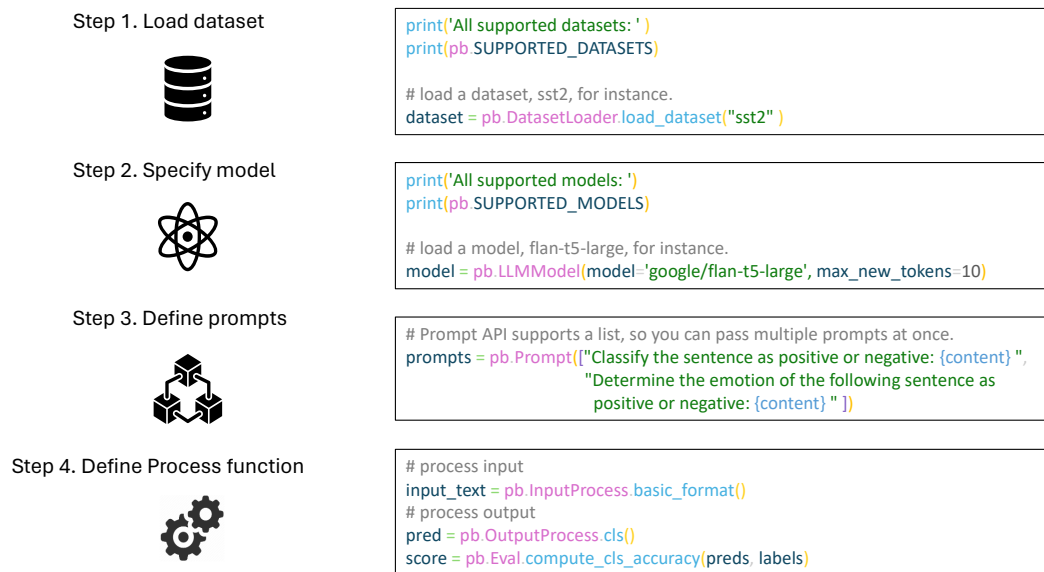 Step 1. Load dataset
print('All supported datasets: ' )
print(pb.SUPPORTED_DATASETS)
# load a dataset, sst2, for instance.
dataset = pb.DatasetLoader.load_dataset("sst2" )
Step 2. Specify model
print('All supported models: ')
print(pb.SUPPORTED_MODELS)
# load a model, flan-t5-large, for instance.
model = pb.LLMModel(model='google/flan-t5-large', max_new_tokens=10)
Step 3. Define prompts
# Prompt API supports a list, so you can pass multiple prompts at once.
prompts = pb.Prompt(["Classify the sentence as positive or negative: {content} ",
"Determine the emotion of the following sentence as
positive or negative: {content} " ])
Step 4. Define Process function
# process input
input_text = pb.InputProcess.basic_format()
# process output
pred = pb.OutputProcess.cls()
score = pb.Eval.compute_cls_accuracy(preds, labels)